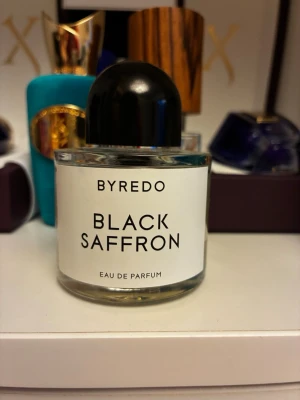 BYREDO
BLACK
SAFFRON
EAU DE PARFUM